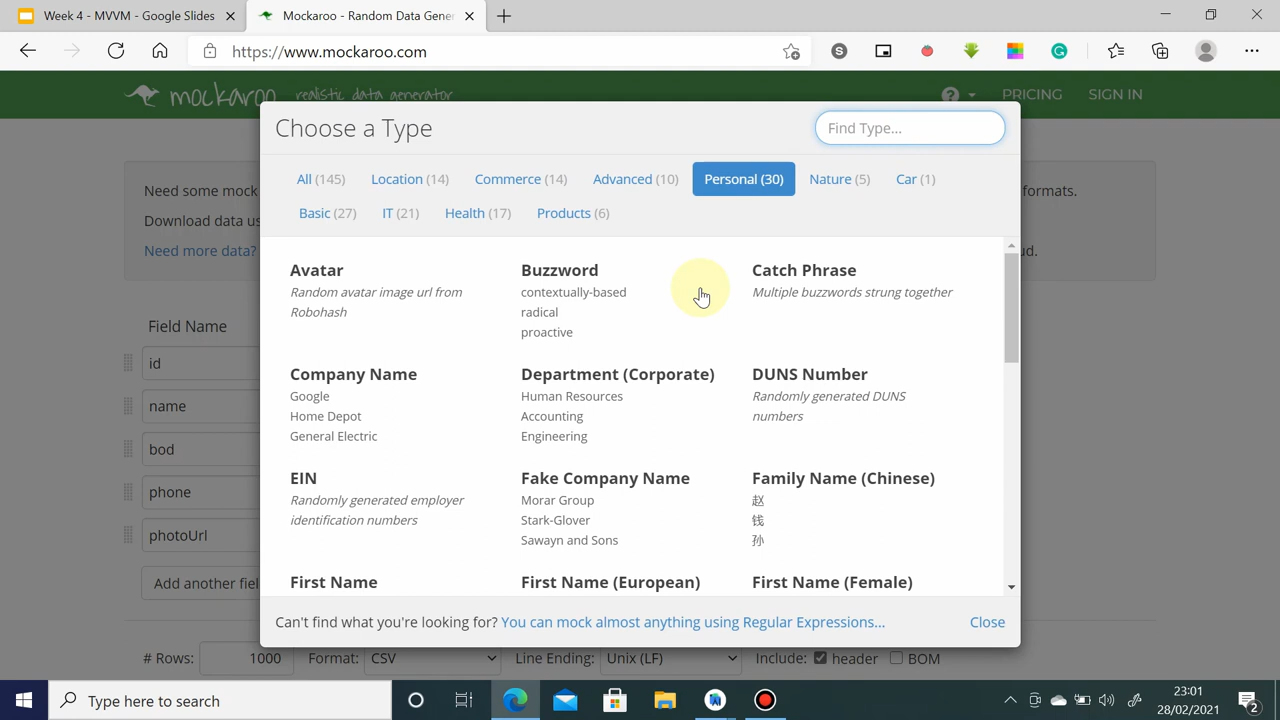 Week 4 - MVVM - Google Slides
Mockaroo - Random Data Gene
https://www.mockaroo.com
mockaroo realistic data generator
PRICING
SIGN IN
Choose a Type
Find Type...
All (145)
Location (14)
Commerce (14)
Advanced (10)
Personal (30)
Nature (5)
Car (1)
Basic (27)
IT (21)
Health (17)
Products (6)
Need some mock
formats.
Download data us
Need more data?
ud.
Avatar
Random avatar image url from
Robohash
Buzzword
contextually-based
radical
proactive
Catch Phrase
Multiple buzzwords strung together
Field Name
id
name
bod
phone
photoUrl
Add another fiel
Company Name
Google
Home Depot
General Electric
Department (Corporate)
Human Resources
Accounting
Engineering
DUNS Number
Randomly generated DUNS
numbers
EIN
Randomly generated employer
identification numbers
Fake Company Name
Morar Group
Stark-Glover
Sawayn and Sons
Family Name (Chinese)
赵
钱
孙
First Name
First Name (European)
First Name (Female)
Can't find what you're looking for? You can mock almost anything using Regular Expressions...
Close
# Rows: 1000 Format: CSV Line Ending: Unix (LF) Include: header BOM
Type here to search
23:01
28/02/2021
2